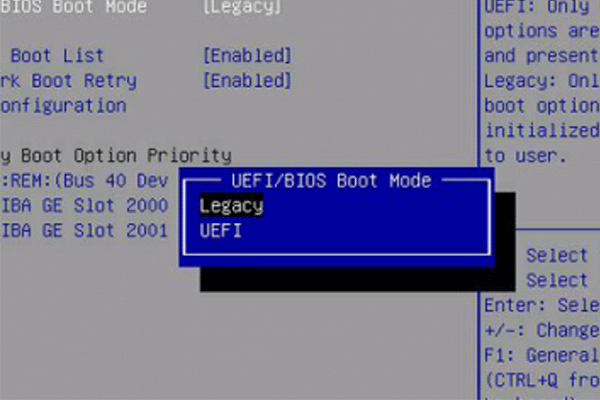 BIOS Boot Mode [Legacy]
Boot List [Enabled]
rk Boot Retry [Enabled]
onfiguration
y Boot Option Priority
:REM:(Bus 40 Dev
IBA GE Slot 2000
IBA GE Slot 2001
UEFI/BIOS Boot Mode
Legacy
UEFI
UEFI: Only
options are
and present
Legacy: Onl
boot option
initialized
to user.
Select
Select
Enter: Sele
+/-: Change
F1: General
(CTRL+Q fro